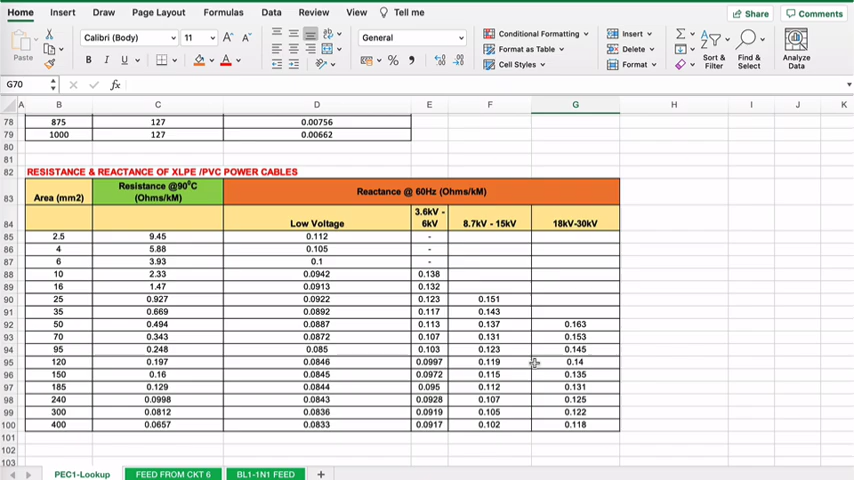 Home Insert Draw Page Layout Formulas Data Review View Tell me Share Comments
Paste Calibri (Body) 11 A A General Conditional Formatting Insert Sort & Filter Find & Select Analyze Data
Format as Table Delete
B I U A % Cell Styles Format
G70 fx
A B C D E F G H I J K
78 875 127 0.00756
79 1000 127 0.00662
80
81
82 RESISTANCE & REACTANCE OF XLPE /PVC POWER CABLES
83 Area (mm2) Resistance @90⁰C (Ohms/kM) Reactance @ 60Hz (Ohms/kM)
84 Low Voltage 3.6kV - 6kV 8.7kV - 15kV 18kV-30kV
85 2.5 9.45 0.112 -
86 4 5.88 0.105 -
87 6 3.93 0.1 -
88 10 2.33 0.0942 0.138
89 16 1.47 0.0913 0.132
90 25 0.927 0.0922 0.123 0.151
91 35 0.669 0.0892 0.117 0.143
92 50 0.494 0.0887 0.113 0.137 0.163
93 70 0.343 0.0872 0.107 0.131 0.153
94 95 0.248 0.085 0.103 0.123 0.145
95 120 0.197 0.0846 0.0997 0.119 0.14
96 150 0.16 0.0845 0.0972 0.115 0.135
97 185 0.129 0.0844 0.095 0.112 0.131
98 240 0.0998 0.0843 0.0928 0.107 0.125
99 300 0.0812 0.0836 0.0919 0.105 0.122
100 400 0.0657 0.0833 0.0917 0.102 0.118
101
102
103
PEC1-Lookup FEED FROM CKT 6 BL1-1N1 FEED +